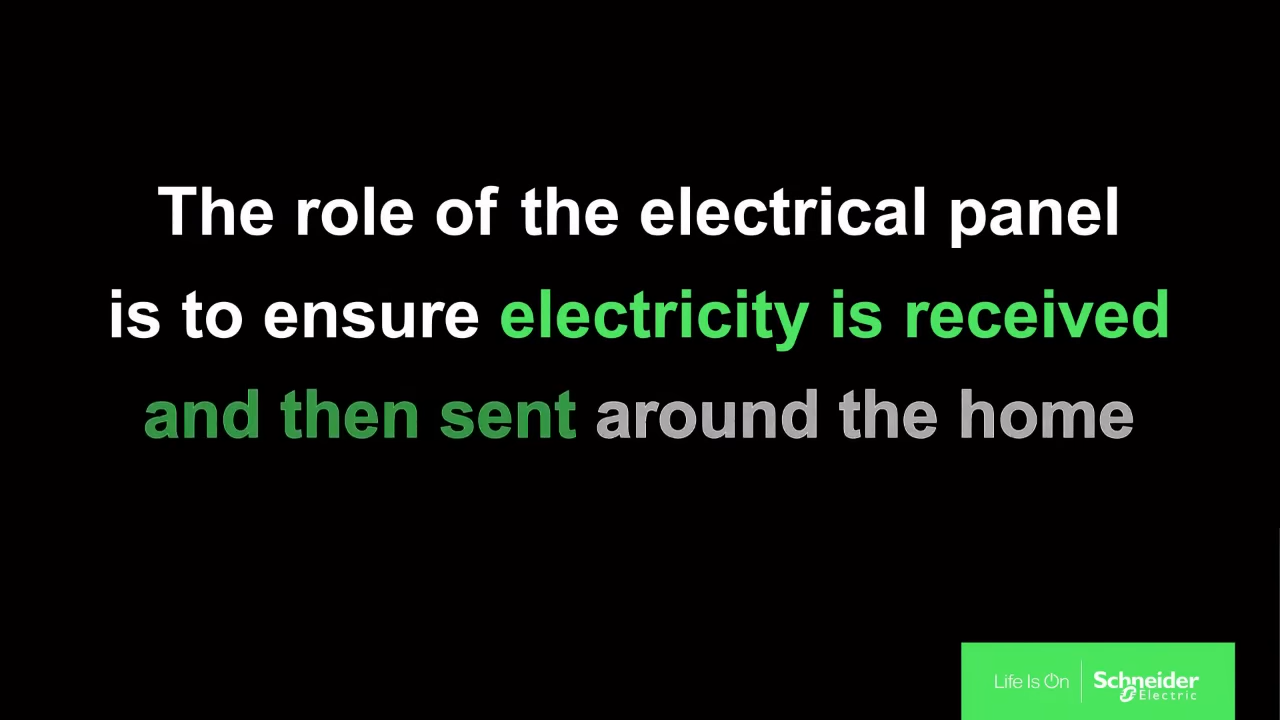 The role of the electrical panel
is to ensure electricity is received
and then sent around the home
Life Is On
Schneider
Electric